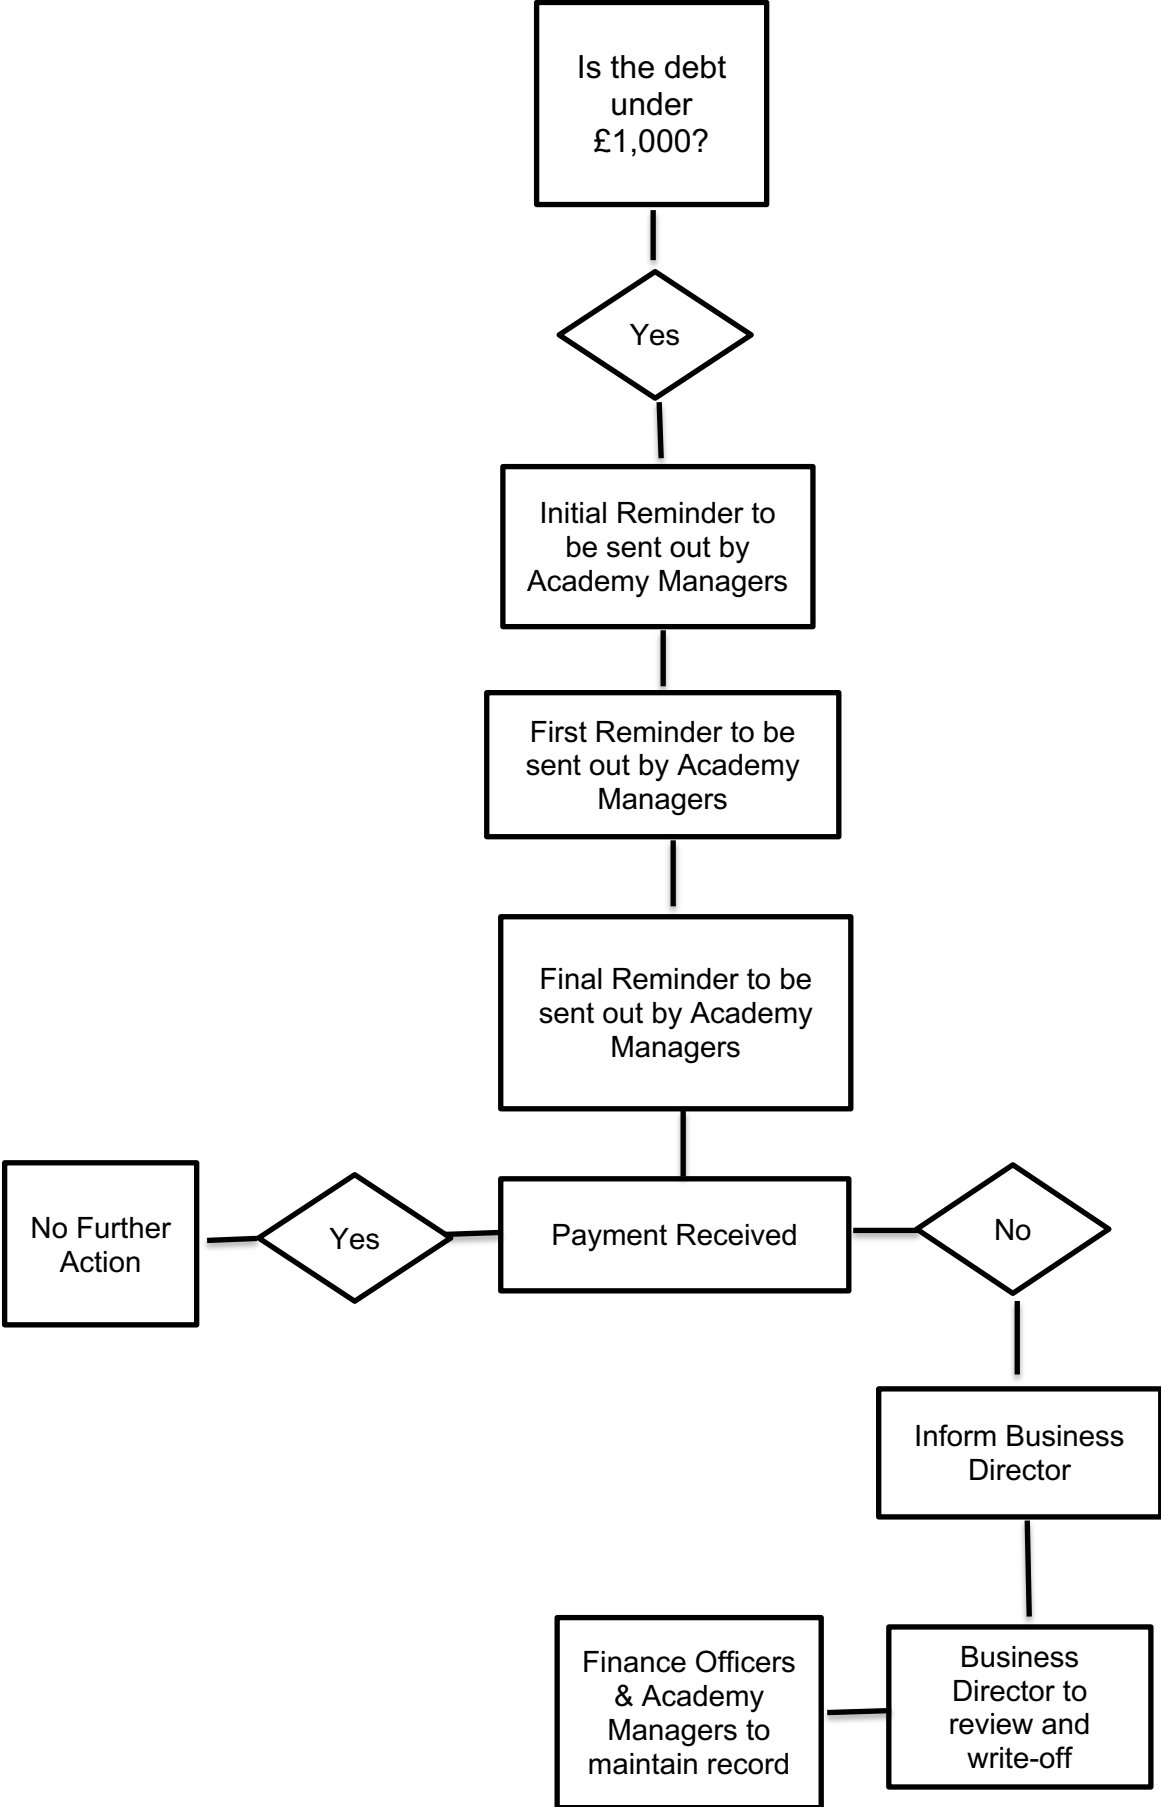 Is the debt
under
£1,000?
Yes
Initial Reminder to
be sent out by
Academy Managers
First Reminder to be
sent out by Academy
Managers
Final Reminder to be
sent out by Academy
Managers
No Further
Action
Yes
Payment Received
No
Inform Business
Director
Business
Director to
review and
write-off
Finance Officers
& Academy
Managers to
maintain record